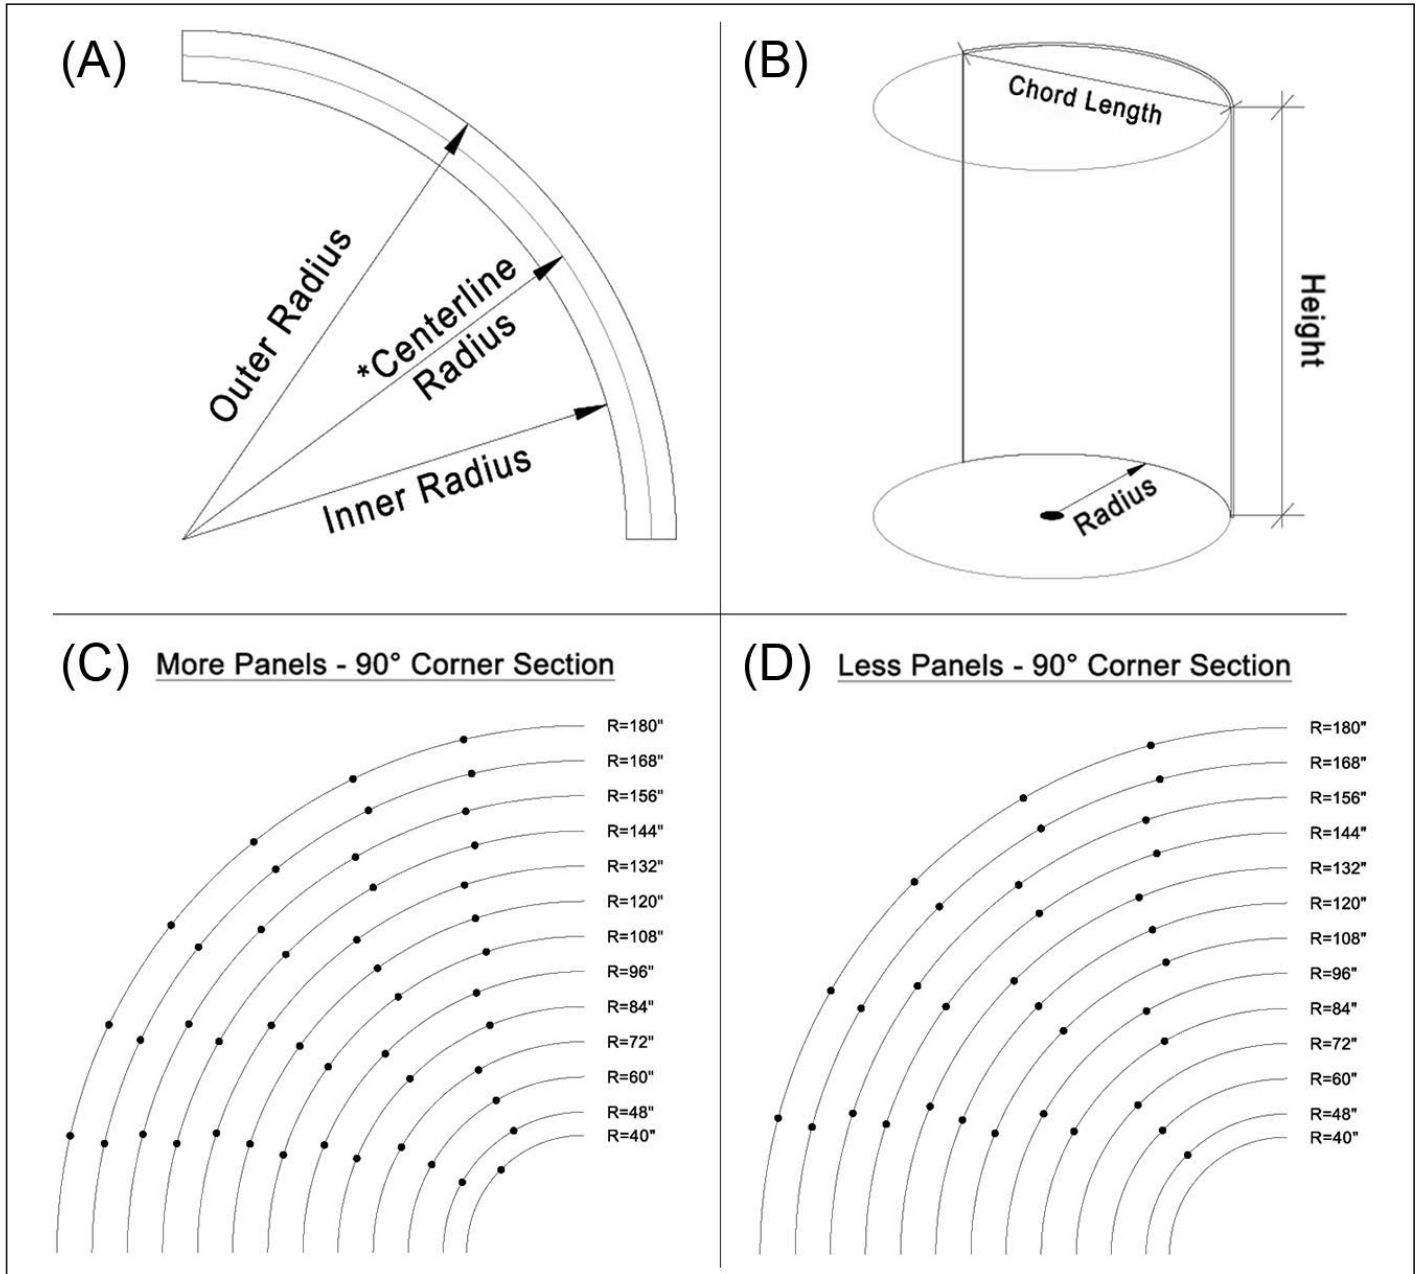 (A)
Outer Radius
*Centerline
Radius
Inner Radius
(B)
Chord Length
Height
Radius
(C) More Panels - 90° Corner Section
R=180"
R=168"
R=156"
R=144"
R=132"
R=120"
R=108"
R=96"
R=84"
R=72"
R=60"
R=48"
R=40"
(D) Less Panels - 90° Corner Section
R=180"
R=168"
R=156"
R=144"
R=132"
R=120"
R=108"
R=96"
R=84"
R=72"
R=60"
R=48"
R=40"